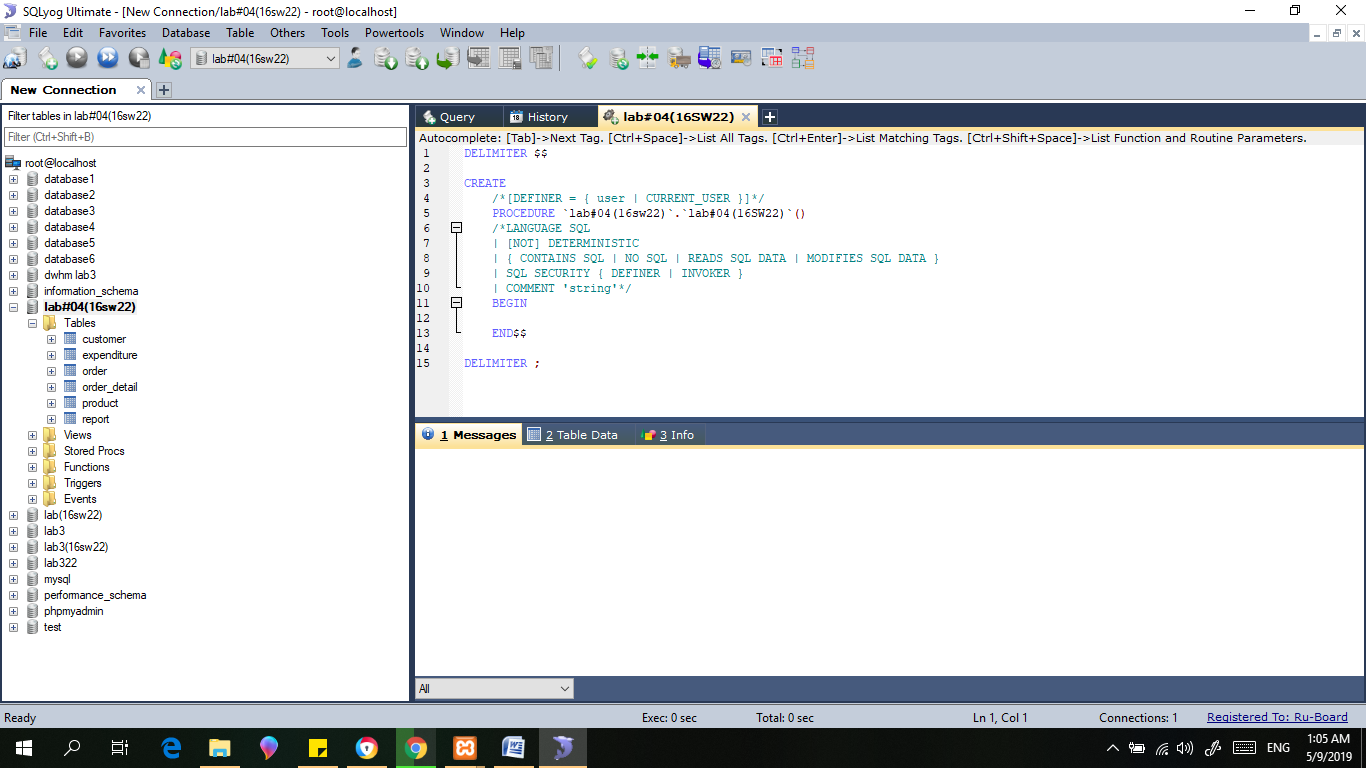 SQLyog Ultimate - [New Connection/lab#04(16sw22) - root@localhost]
File Edit Favorites Database Table Others Tools Powertools Window Help
lab#04(16sw22)
New Connection
Filter tables in lab#04(16sw22)
Filter (Ctrl+Shift+B)
root@localhost
database1
database2
database3
database4
database5
database6
dwhm lab3
information_schema
lab#04(16sw22)
Tables
customer
expenditure
order
order_detail
product
report
Views
Stored Procs
Functions
Triggers
Events
lab(16sw22)
lab3
lab3(16sw22)
lab322
mysql
performance_schema
phpmyadmin
test
Query 18 History lab#04(16SW22)
Autocomplete: [Tab]->Next Tag. [Ctrl+Space]->List All Tags. [Ctrl+Enter]->List Matching Tags. [Ctrl+Shift+Space]->List Function and Routine Parameters.
1 DELIMITER $$
2
3 CREATE
4 /*[DEFINER = { user | CURRENT_USER }]*/
5 PROCEDURE `lab#04(16sw22)`.`lab#04(16SW22)`()
6 /*LANGUAGE SQL
7 | [NOT] DETERMINISTIC
8 | { CONTAINS SQL | NO SQL | READS SQL DATA | MODIFIES SQL DATA }
9 | SQL SECURITY { DEFINER | INVOKER }
10 | COMMENT 'string'*/
11 BEGIN
12
13 END$$
14
15 DELIMITER ;
1 Messages 2 Table Data 3 Info
All
Ready Exec: 0 sec Total: 0 sec Ln 1, Col 1 Connections: 1 Registered To: Ru-Board
ENG 1:05 AM
5/9/2019